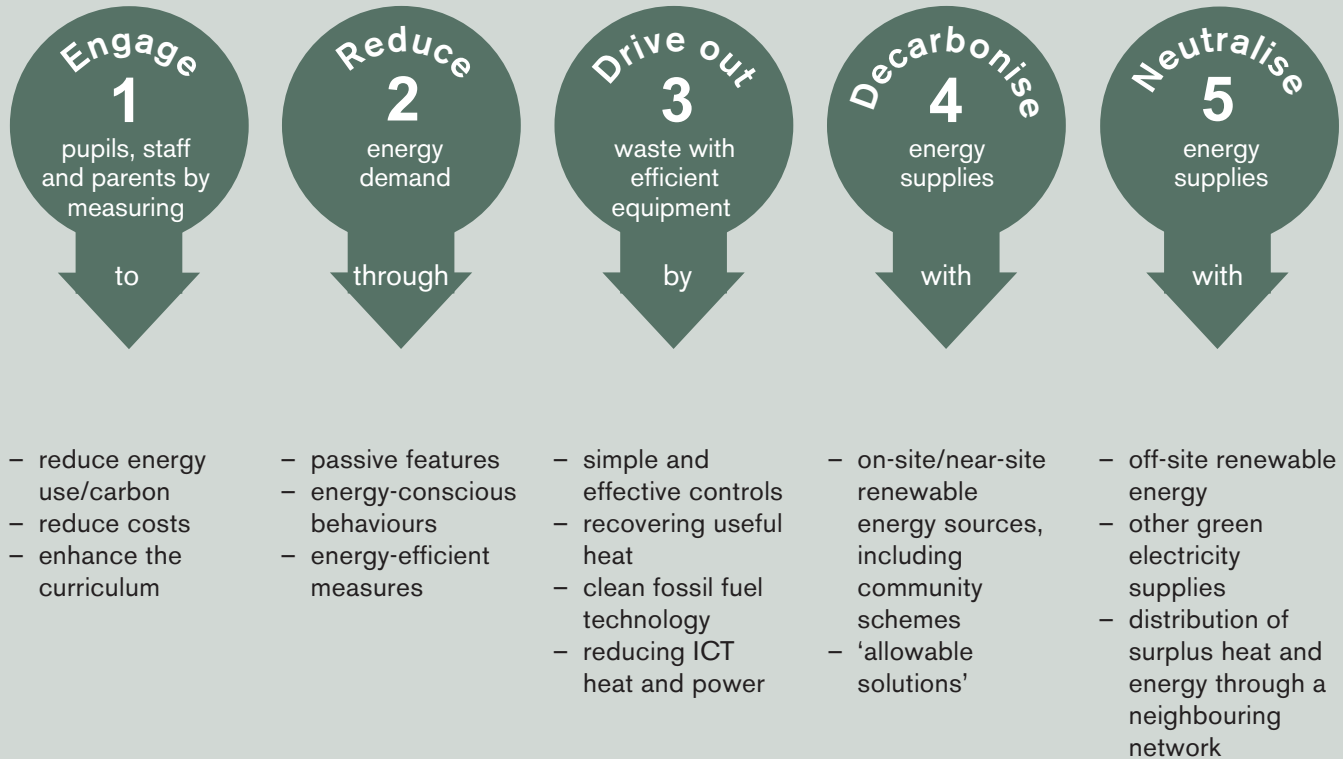 Engage
1
pupils, staff
and parents by
measuring
to
– reduce energy
use/carbon
– reduce costs
– enhance the
curriculum
Reduce
2
energy
demand
through
– passive features
– energy-conscious
behaviours
– energy-efficient
measures
Drive out
3
waste with
efficient
equipment
by
– simple and
effective controls
– recovering useful
heat
– clean fossil fuel
technology
– reducing ICT
heat and power
Decarbonise
4
energy
supplies
with
– on-site/near-site
renewable
energy sources,
including
community
schemes
– ‘allowable
solutions’
Neutralise
5
energy
supplies
with
– off-site renewable
energy
– other green
electricity
supplies
– distribution of
surplus heat and
energy through a
neighbouring
network